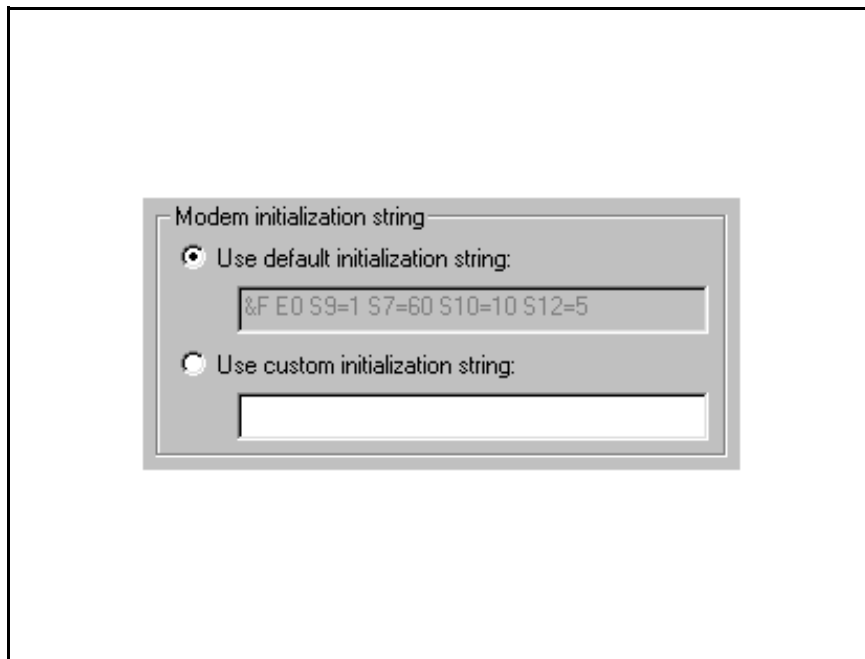 Modem initialization string
Use default initialization string:
&F E0 S9=1 S7=60 S10=10 S12=5
Use custom initialization string: